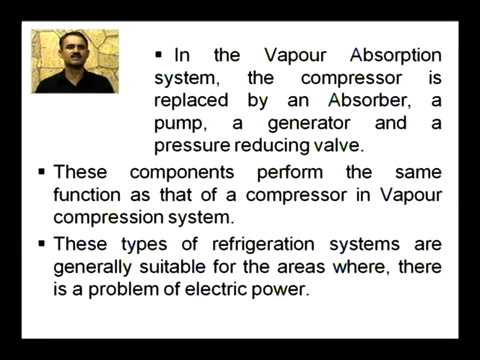 ▪ In the Vapour Absorption
system, the compressor is
replaced by an Absorber, a
pump, a generator and a
pressure reducing valve.
▪ These components perform the same
function as that of a compressor in Vapour
compression system.
▪ These types of refrigeration systems are
generally suitable for the areas where, there
is a problem of electric power.